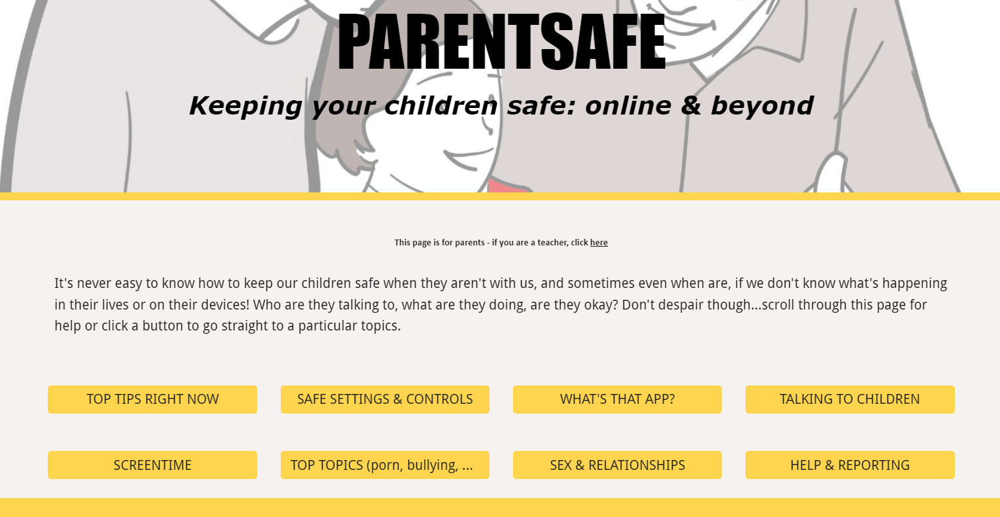 PARENTSAFE
Keeping your children safe: online & beyond
This page is for parents - if you are a teacher, click here
It's never easy to know how to keep our children safe when they aren't with us, and sometimes even when are, if we don't know what's happening
in their lives or on their devices! Who are they talking to, what are they doing, are they okay? Don't despair though...scroll through this page for
help or click a button to go straight to a particular topics.
TOP TIPS RIGHT NOW
SAFE SETTINGS & CONTROLS
WHAT'S THAT APP?
TALKING TO CHILDREN
SCREENTIME
TOP TOPICS (porn, bullying, ...
SEX & RELATIONSHIPS
HELP & REPORTING